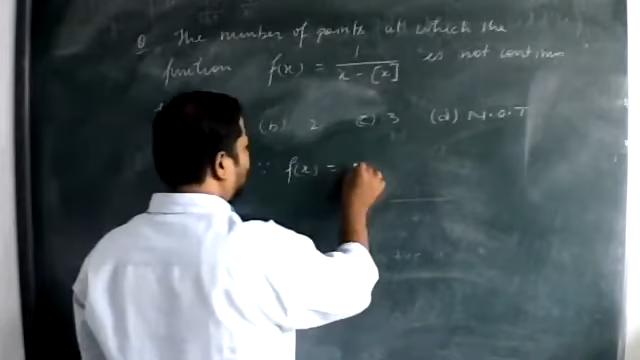 Q. The number of points at which the
function f(x) = 1 / x - [x] is not continuous
(b) 2 (c) 3 (d) N.O.T
∵ f(x) =